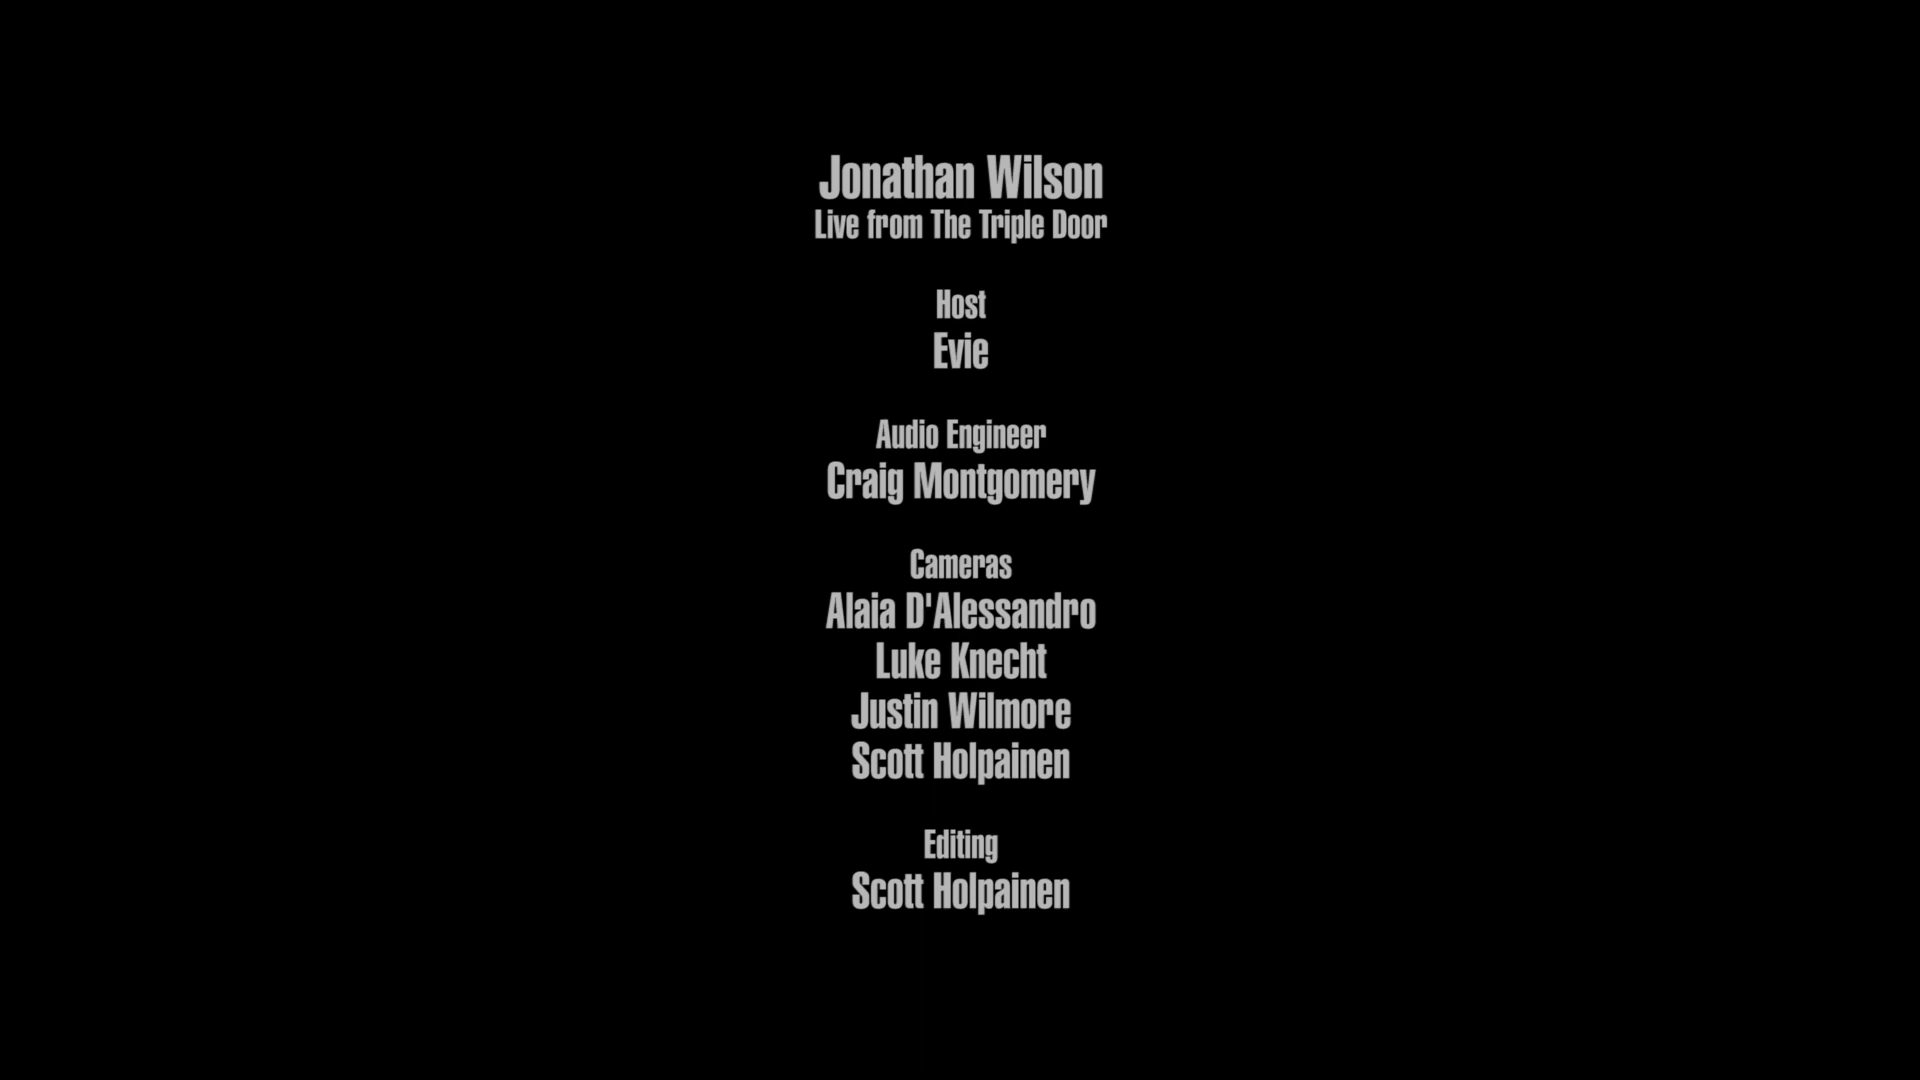 Jonathan Wilson
Live from The Triple Door
Host
Evie
Audio Engineer
Craig Montgomery
Cameras
Alaia D'Alessandro
Luke Knecht
Justin Wilmore
Scott Holpainen
Editing
Scott Holpainen